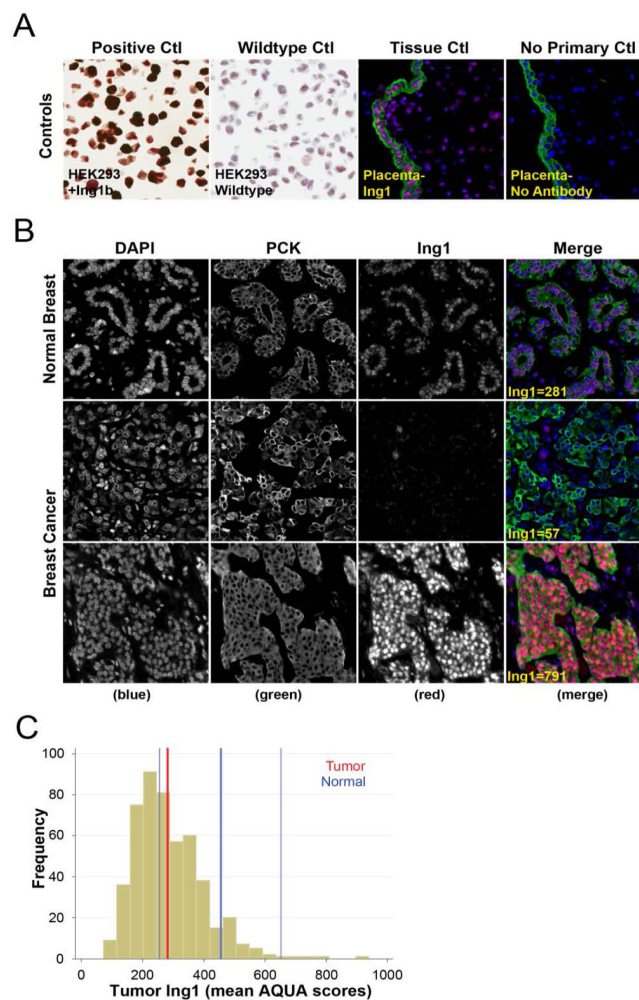 A
Positive Ctl Wildtype Ctl Tissue Ctl No Primary Ctl
Controls
HEK293
+Ing1b
HEK293
Wildtype
Placenta-
Ing1
Placenta-
No Antibody
B
DAPI PCK Ing1 Merge
Normal Breast
Ing1=281
Breast Cancer
Ing1=57
Ing1=791
(blue) (green) (red) (merge)
C
100
80
60
40
20
0
Frequency
Tumor
Normal
0 200 400 600 800 1000
Tumor Ing1 (mean AQUA scores)